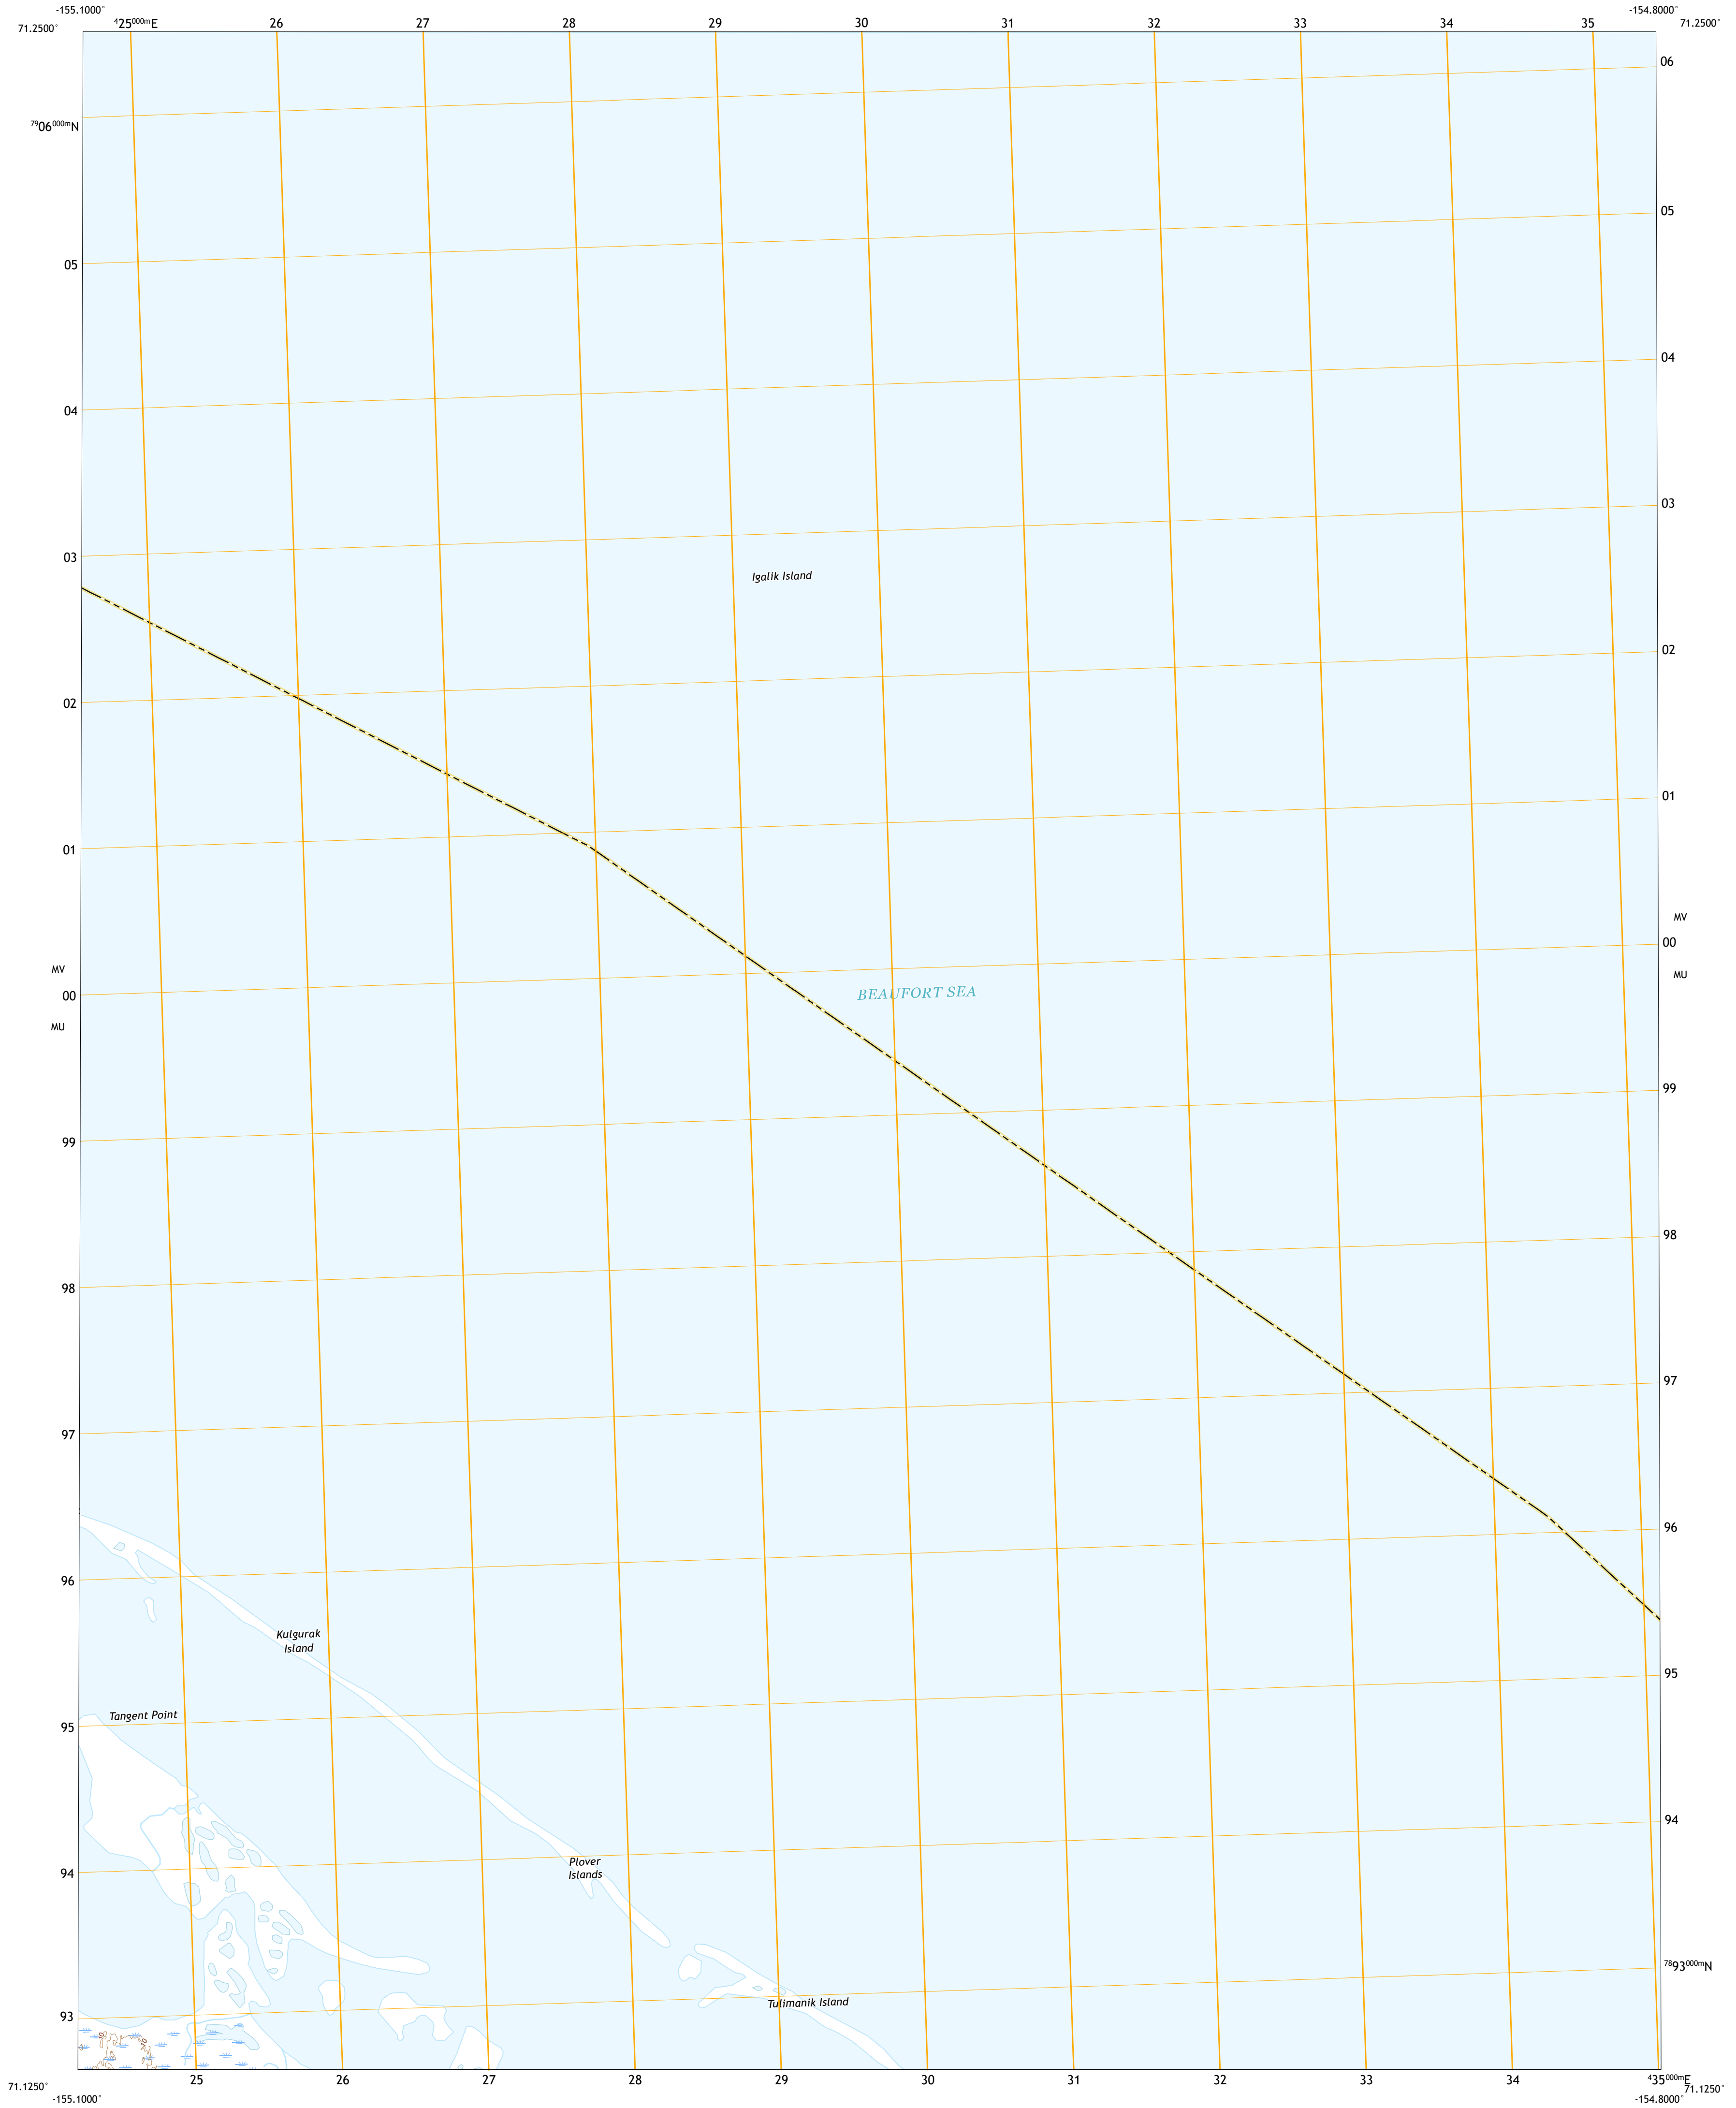 -155.1000°
-154.8000°
71.2500°
⁴25⁰⁰⁰ᵐE 26 27 28 29 30 31 32 33 34 35
71.2500°
06
⁷⁹06⁰⁰⁰ᵐN
05
05
04
04
03
03
Igalik Island
02
02
01
01
MV
00
MV
MU
BEAUFORT SEA
00
MU
99
99
98
98
97
97
96
96
Kulgurak
Island
95
Tangent Point
95
94
Plover
Islands
94
⁷⁸93⁰⁰⁰ᵐN
Tulimanik Island
93
25 26 27 28 29 30 31 32 33 34 ⁴35⁰⁰⁰ᵐE
71.1250°
71.1250°
-155.1000°
-154.8000°